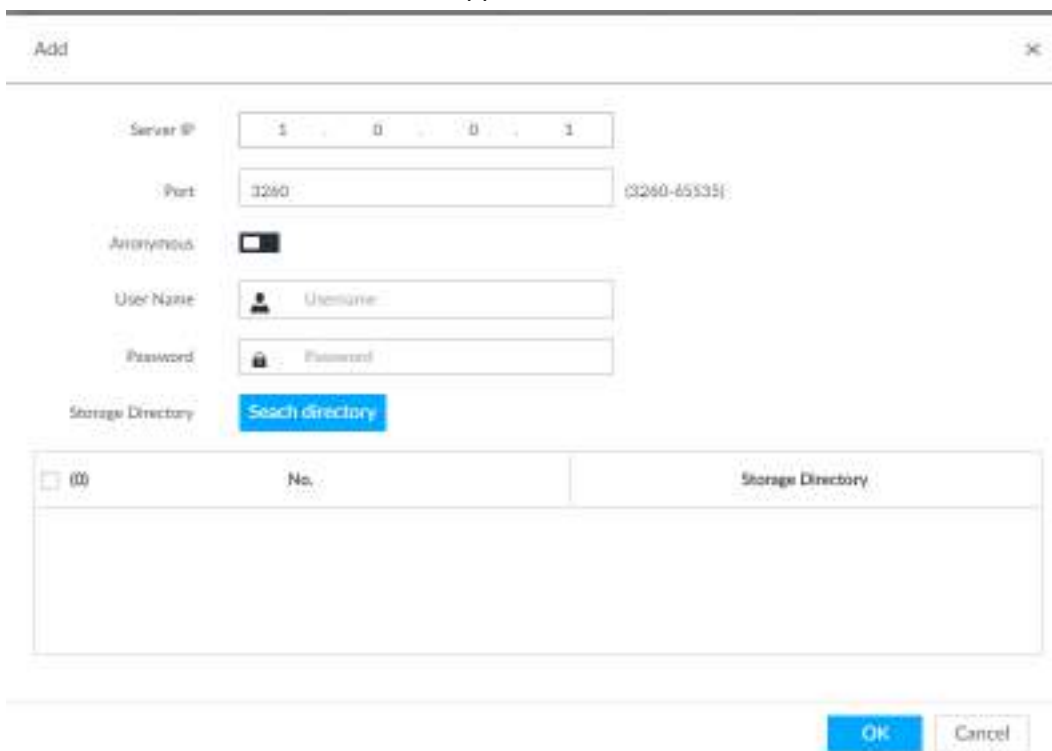 Add
Server IP 1 . 0 . 0 . 1
Port 3260 (3260-65535)
Anonymous
User Name Username
Password Password
Storage Directory Seach directory
(0) No. Storage Directory
OK Cancel